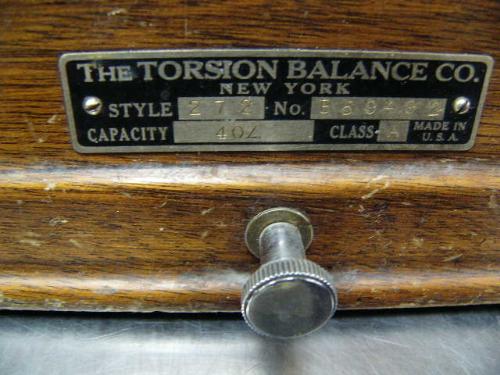 THE TORSION BALANCE CO.
NEW YORK
STYLE 272 No.
CAPACITY 4OZ CLASS-A MADE IN U.S.A.